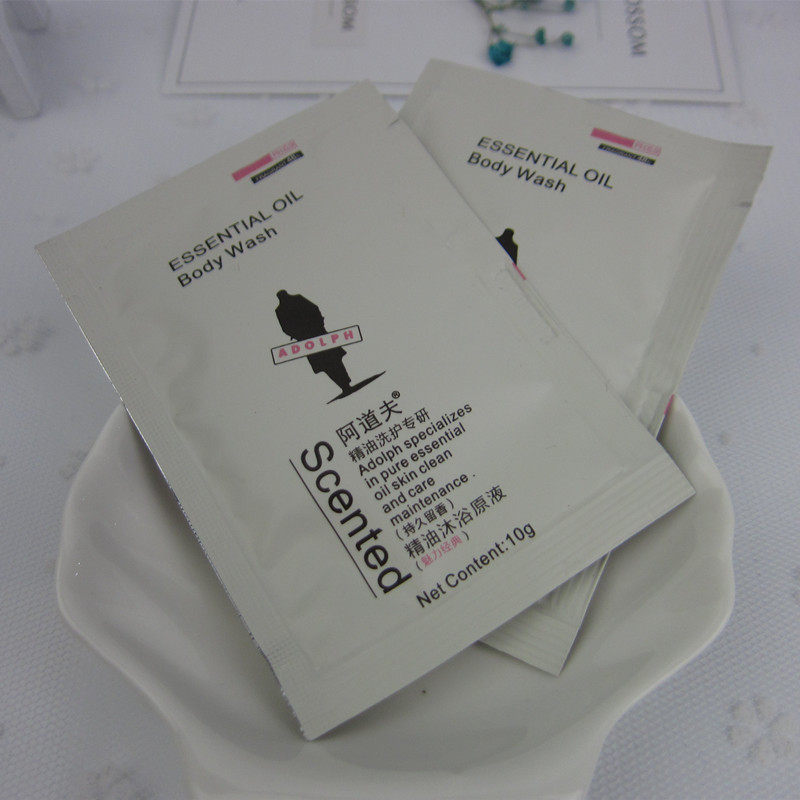 ESSENTIAL OIL
Body Wash
ADOLPH
阿道夫®
精油洗护专研
Adolph specializes
in pure essential
oil skin clean
and care
maintenance.
(持久留香)
精油沐浴原液
(魅力经典)
Net Content:10g
Scented
ESSENTIAL OIL
Body Wash